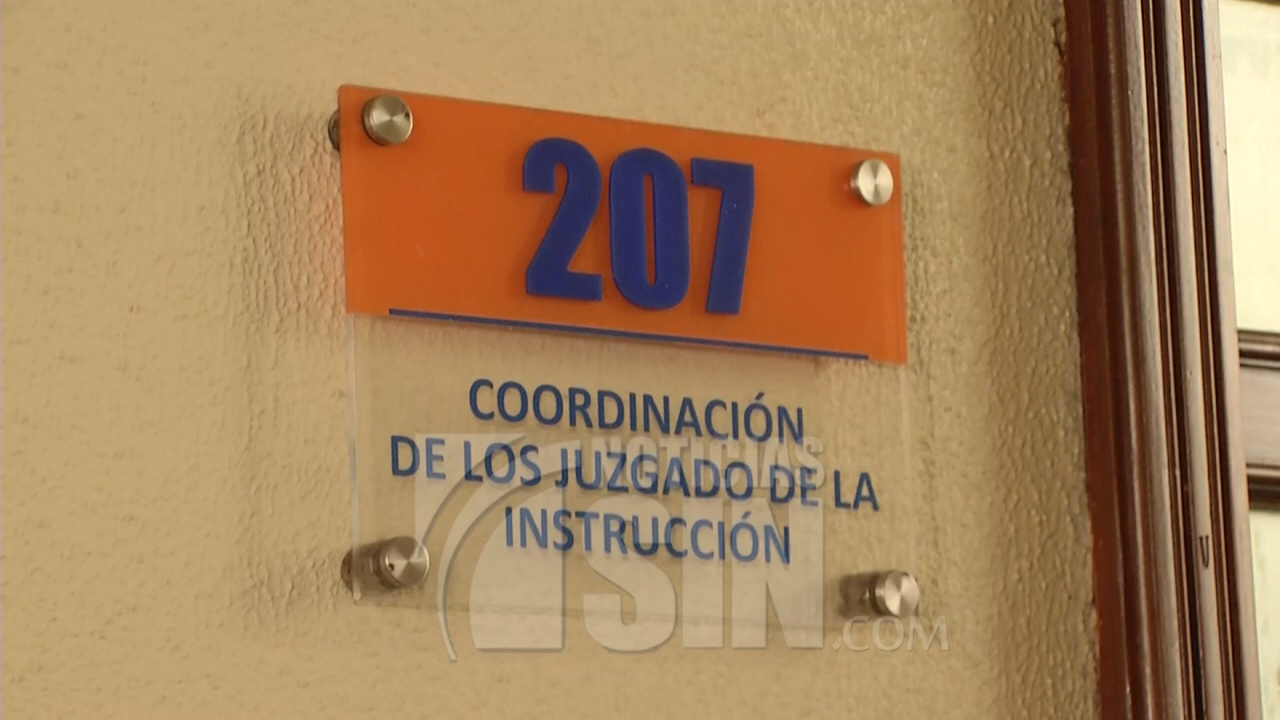 207
COORDINACIÓN
DE LOS JUZGADO DE LA
INSTRUCCIÓN
NOTICIAS
SIN
.COM